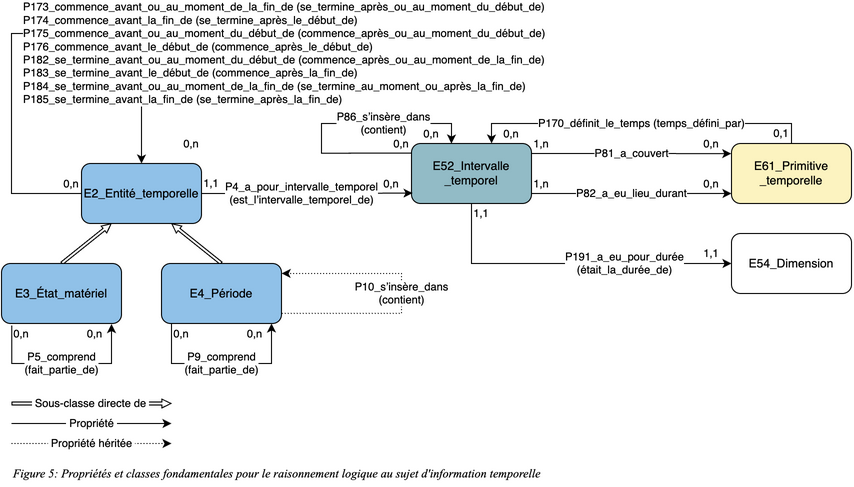 P173_commence_avant_ou_au_moment_de_la_fin_de (se_termine_après_ou_au_moment_du_début_de)
P174_commence_avant_la_fin_de (se_termine_après_le_début_de)
P175_commence_avant_ou_au_moment_du_début_de (commence_après_ou_au_moment_du_début_de)
P176_commence_avant_le_début_de (commence_après_le_début_de)
P182_se_termine_avant_ou_au_moment_du_début_de (commence_après_ou_au_moment_de_la_fin_de)
P183_se_termine_avant_le_début_de (commence_après_la_fin_de)
P184_se_termine_avant_ou_au_moment_de_la_fin_de (se_termine_au_moment_ou_après_la_fin_de)
P185_se_termine_avant_la_fin_de (se_termine_après_la_fin_de)
0,n
0,n
E2_Entité_temporelle
1,1
P4_a_pour_intervalle_temporel
(est_l'intervalle_temporel_de)
0,n
P86_s'insère_dans
(contient)
0,n
0,n
E52_Intervalle
_temporel
P170_définit_le_temps (temps_défini_par)
0,n
0,1
1,n
P81_a_couvert
0,n
1,n
P82_a_eu_lieu_durant
0,n
E61_Primitive
_temporelle
1,1
P191_a_eu_pour_durée
(était_la_durée_de)
1,1
E54_Dimension
E3_État_matériel
0,n
0,n
P5_comprend
(fait_partie_de)
E4_Période
0,n
0,n
P9_comprend
(fait_partie_de)
P10_s'insère_dans
(contient)
Sous-classe directe de
Propriété
Propriété héritée
Figure 5: Propriétés et classes fondamentales pour le raisonnement logique au sujet d'information temporelle